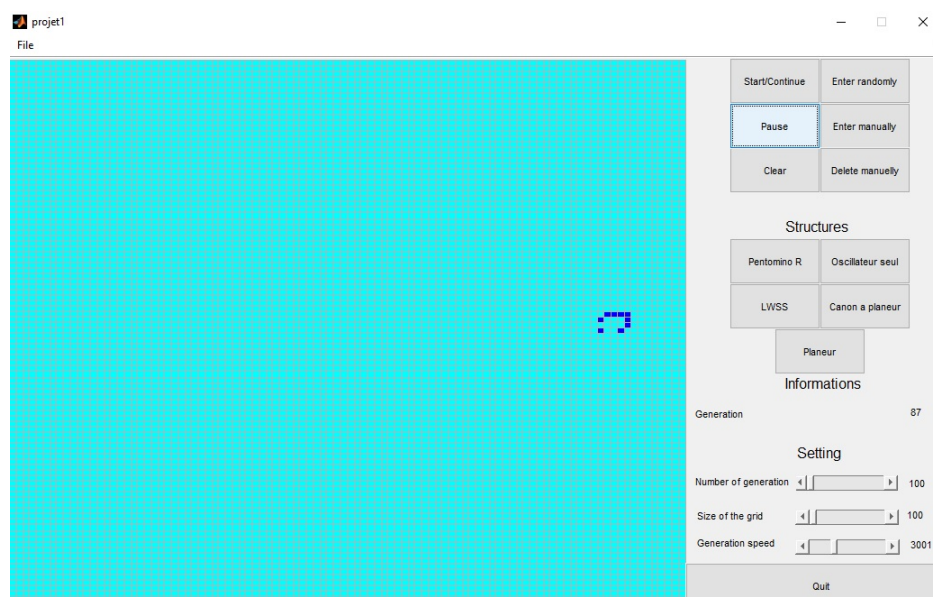 projet1
File
Start/Continue
Enter randomly
Pause
Enter manually
Clear
Delete manuelly
Structures
Pentomino R
Oscillateur seul
LWSS
Canon a planeur
Planeur
Informations
Generation 87
Setting
Number of generation 100
Size of the grid 100
Generation speed 3001
Quit